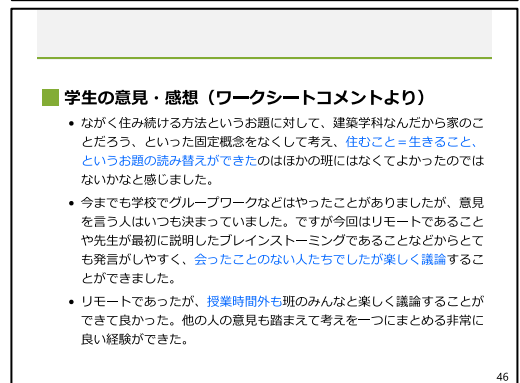 学生の意見・感想（ワークシートコメントより）
• ながく住み続ける方法というお題に対して、建築学科なんだから家のこ
とだろう、といった固定概念をなくして考え、住むこと＝生きること、
というお題の読み替えができたのはほかの班にはなくてよかったのでは
ないかなと感じました。
• 今までも学校でグループワークなどはやったことがありましたが、意見
を言う人はいつも決まっていました。ですが今回はリモートであること
や先生が最初に説明したブレインストーミングであることなどからとて
も発言がしやすく、会ったことのない人たちでしたが楽しく議論するこ
とができました。
• リモートであったが、授業時間外も班のみんなと楽しく議論することが
できて良かった。他の人の意見も踏まえて考えを一つにまとめる非常に
良い経験ができた。
46